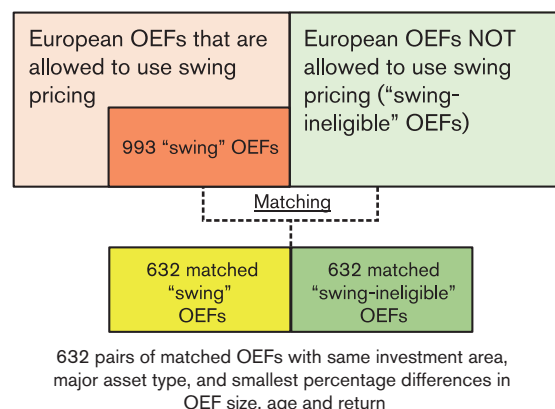 European OEFs that are
allowed to use swing
pricing
European OEFs NOT
allowed to use swing
pricing (“swing-
ineligible” OEFs)
993 “swing” OEFs
Matching
632 matched
“swing”
OEFs
632 matched
“swing-ineligible”
OEFs
632 pairs of matched OEFs with same investment area,
major asset type, and smallest percentage differences in
OEF size, age and return